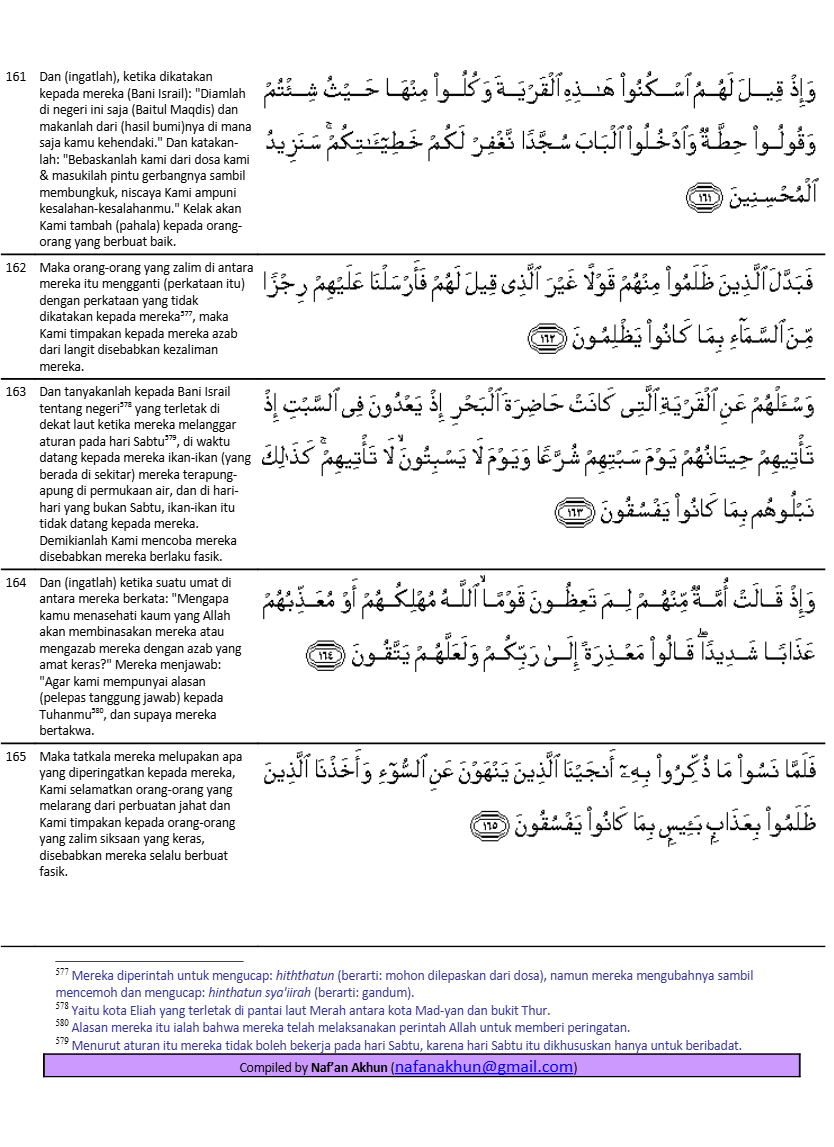 161 Dan (ingatlah), ketika dikatakan
kepada mereka (Bani Israil): "Diamlah
di negeri ini saja (Baitul Maqdis) dan
makanlah dari (hasil bumi)nya di mana
saja kamu kehendaki." Dan katakan-
lah: "Bebaskanlah kami dari dosa kami
& masukilah pintu gerbangnya sambil
membungkuk, niscaya Kami ampuni
kesalahan-kesalahanmu." Kelak akan
Kami tambah (pahala) kepada orang-
orang yang berbuat baik.
وَإِذْ قِيلَ لَهُمُ ٱسْكُنُوا۟ هَـٰذِهِ ٱلْقَرْيَةَ وَكُلُوا۟ مِنْهَا حَيْثُ شِئْتُمْ
وَقُولُوا۟ حِطَّةٌ وَٱدْخُلُوا۟ ٱلْبَابَ سُجَّدًا نَّغْفِرْ لَكُمْ خَطِيٓـَٔـٰتِكُمْ ۚ سَنَزِيدُ
ٱلْمُحْسِنِينَ ١٦١
162 Maka orang-orang yang zalim di antara
mereka itu mengganti (perkataan itu)
dengan perkataan yang tidak
dikatakan kepada mereka⁵⁷⁷, maka
Kami timpakan kepada mereka azab
dari langit disebabkan kezaliman
mereka.
فَبَدَّلَ ٱلَّذِينَ ظَلَمُوا۟ مِنْهُمْ قَوْلًا غَيْرَ ٱلَّذِى قِيلَ لَهُمْ فَأَرْسَلْنَا عَلَيْهِمْ رِجْزًا
مِّنَ ٱلسَّمَآءِ بِمَا كَانُوا۟ يَظْلِمُونَ ١٦٢
163 Dan tanyakanlah kepada Bani Israil
tentang negeri⁵⁷⁸ yang terletak di
dekat laut ketika mereka melanggar
aturan pada hari Sabtu⁵⁷⁹, di waktu
datang kepada mereka ikan-ikan (yang
berada di sekitar) mereka terapung-
apung di permukaan air, dan di hari-
hari yang bukan Sabtu, ikan-ikan itu
tidak datang kepada mereka.
Demikianlah Kami mencoba mereka
disebabkan mereka berlaku fasik.
وَسْـَٔلْهُمْ عَنِ ٱلْقَرْيَةِ ٱلَّتِى كَانَتْ حَاضِرَةَ ٱلْبَحْرِ إِذْ يَعْدُونَ فِى ٱلسَّبْتِ إِذْ
تَأْتِيهِمْ حِيتَانُهُمْ يَوْمَ سَبْتِهِمْ شُرَّعًا وَيَوْمَ لَا يَسْبِتُونَ ۙ لَا تَأْتِيهِمْ ۚ كَذَٰلِكَ
نَبْلُوهُم بِمَا كَانُوا۟ يَفْسُقُونَ ١٦٣
164 Dan (ingatlah) ketika suatu umat di
antara mereka berkata: "Mengapa
kamu menasehati kaum yang Allah
akan membinasakan mereka atau
mengazab mereka dengan azab yang
amat keras?" Mereka menjawab:
"Agar kami mempunyai alasan
(pelepas tanggung jawab) kepada
Tuhanmu⁵⁸⁰, dan supaya mereka
bertakwa.
وَإِذْ قَالَتْ أُمَّةٌ مِّنْهُمْ لِمَ تَعِظُونَ قَوْمًا ۙ ٱللَّهُ مُهْلِكُهُمْ أَوْ مُعَذِّبُهُمْ
عَذَابًا شَدِيدًا ۖ قَالُوا۟ مَعْذِرَةً إِلَىٰ رَبِّكُمْ وَلَعَلَّهُمْ يَتَّقُونَ ١٦٤
165 Maka tatkala mereka melupakan apa
yang diperingatkan kepada mereka,
Kami selamatkan orang-orang yang
melarang dari perbuatan jahat dan
Kami timpakan kepada orang-orang
yang zalim siksaan yang keras,
disebabkan mereka selalu berbuat
fasik.
فَلَمَّا نَسُوا۟ مَا ذُكِّرُوا۟ بِهِۦٓ أَنجَيْنَا ٱلَّذِينَ يَنْهَوْنَ عَنِ ٱلسُّوٓءِ وَأَخَذْنَا ٱلَّذِينَ
ظَلَمُوا۟ بِعَذَابٍۭ بَـِٔيسٍۭ بِمَا كَانُوا۟ يَفْسُقُونَ ١٦٥
⁵⁷⁷ Mereka diperintah untuk mengucap: hiththatun (berarti: mohon dilepaskan dari dosa), namun mereka mengubahnya sambil
mencemoh dan mengucap: hinthatun sya'iirah (berarti: gandum).
⁵⁷⁸ Yaitu kota Eliah yang terletak di pantai laut Merah antara kota Mad-yan dan bukit Thur.
⁵⁸⁰ Alasan mereka itu ialah bahwa mereka telah melaksanakan perintah Allah untuk memberi peringatan.
⁵⁷⁹ Menurut aturan itu mereka tidak boleh bekerja pada hari Sabtu, karena hari Sabtu itu dikhususkan hanya untuk beribadat.
Compiled by Naf'an Akhun (nafanakhun@gmail.com)